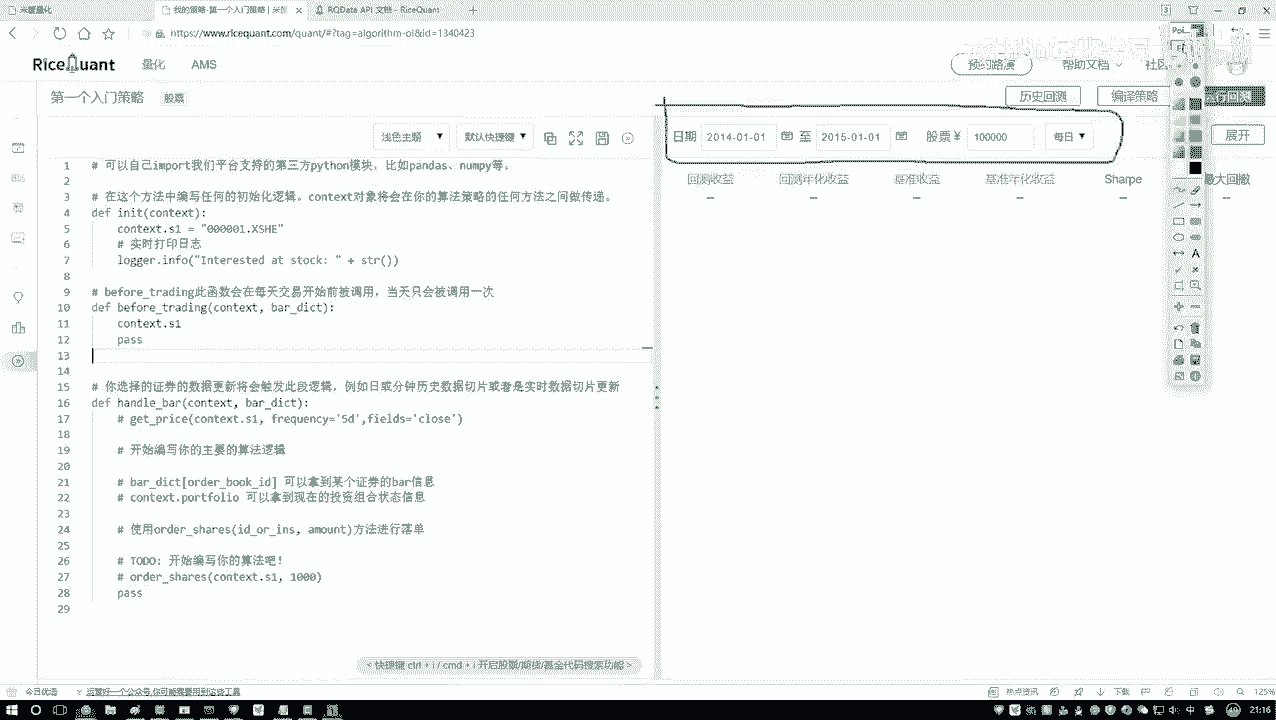 米筐量化
我的策略-第一个入门策略 | 米筐
RQData API 文档 - RiceQuant
https://www.ricequant.com/quant/#?tag=algorithm-ol&id=1340423
Poi...
RiceQuant
量化
AMS
预约路演
帮助文档
社区
第一个入门策略
股票
历史回测
编译策略
浅色主题
默认快捷键
日期
2014-01-01
至
2015-01-01
股票¥
100000
每日
展开
回测收益
回测年化收益
基准收益
基准年化收益
Sharpe
最大回撤
--
--
--
--
--
--
1 # 可以自己import我们平台支持的第三方python模块，比如pandas、numpy等。
2
3 # 在这个方法中编写任何的初始化逻辑。context对象将会在你的算法策略的任何方法之间做传递。
4 def init(context):
5 context.s1 = "000001.XSHE"
6 # 实时打印日志
7 logger.info("Interested at stock: " + str())
8
9 # before_trading此函数会在每天交易开始前被调用，当天只会被调用一次
10 def before_trading(context, bar_dict):
11 context.s1
12 pass
13
14
15 # 你选择的证券的数据更新将会触发此段逻辑，例如日或分钟历史数据切片或者是实时数据切片更新
16 def handle_bar(context, bar_dict):
17 # get_price(context.s1, frequency='5d',fields='close')
18
19 # 开始编写你的主要的算法逻辑
20
21 # bar_dict[order_book_id] 可以拿到某个证券的bar信息
22 # context.portfolio 可以拿到现在的投资组合状态信息
23
24 # 使用order_shares(id_or_ins, amount)方法进行落单
25
26 # TODO: 开始编写你的算法吧！
27 # order_shares(context.s1, 1000)
28 pass
29
< 快捷键 ctrl + i / cmd + i 开启股票/期货/基金代码搜索功能 >
今日优选
热点资讯
下载
125%
21:16